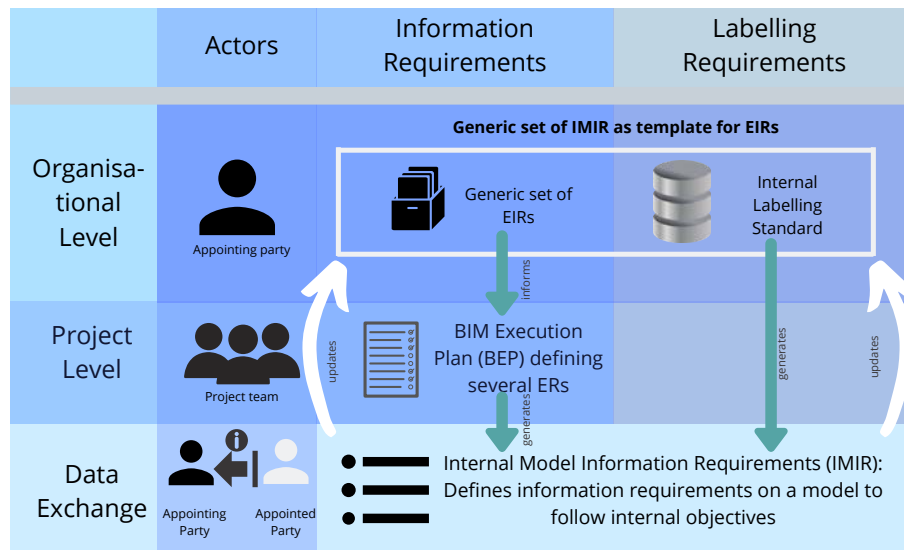 Actors
Information
Requirements
Labelling
Requirements
Organisa-
tional
Level
Generic set of IMIR as template for EIRs
Appointing party
Generic set of
EIRs
Internal
Labelling
Standard
informs
Project
Level
Project team
updates
BIM Execution
Plan (BEP) defining
several ERs
generates
generates
updates
Data
Exchange
Appointing
Party
Appointed
Party
Internal Model Information Requirements (IMIR):
Defines information requirements on a model to
follow internal objectives